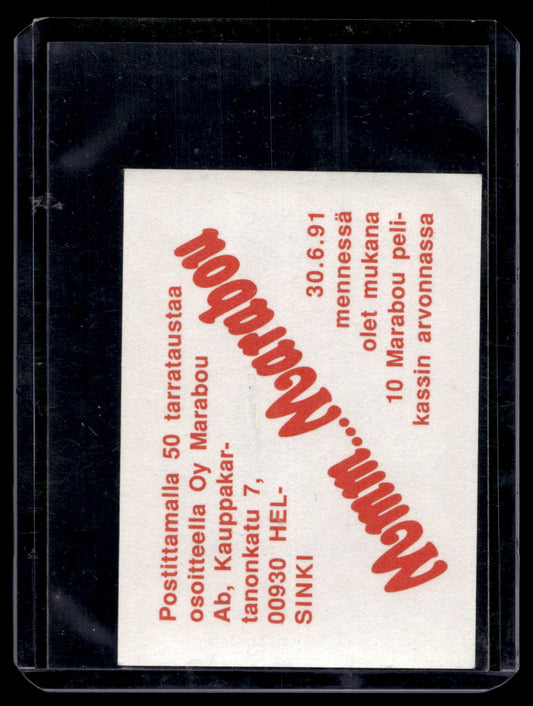 Postittamalla 50 tarrataustaa
osoitteella Oy Marabou
Ab, Kauppakar-
tanonkatu 7,
00930 HEL-
SINKI
Mmm...Marabou
30.6.91
mennessä
olet mukana
10 Marabou peli-
kassin arvonnassa